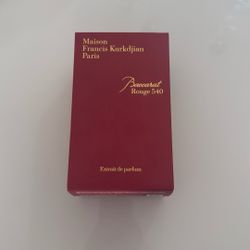 Maison
Francis Kurkdjian
Paris
Baccarat
Rouge 540
Extrait de parfum